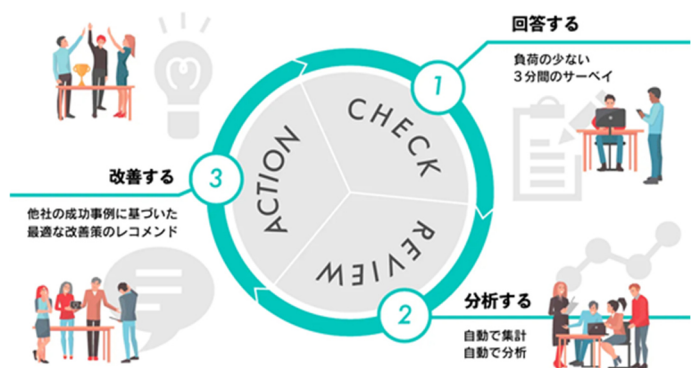 回答する
負荷の少ない
３分間のサーベイ
1
CHECK
改善する
3
ACTION
他社の成功事例に基づいた
最適な改善策のレコメンド
REVIEW
2
分析する
自動で集計
自動で分析